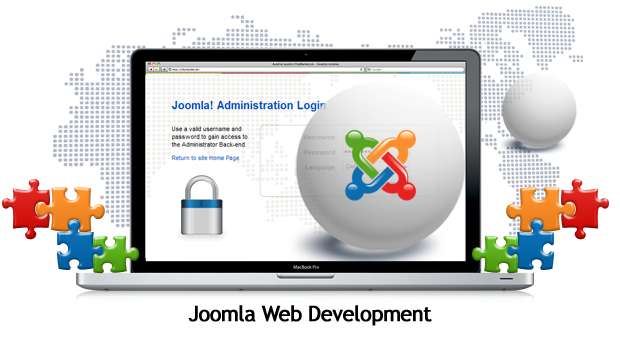 Joomla! Administration Login
Use a valid username and
password to gain access to
the Administrator Back-end.
Return to site Home Page
Username
Password
Language
MacBook Pro
Joomla Web Development